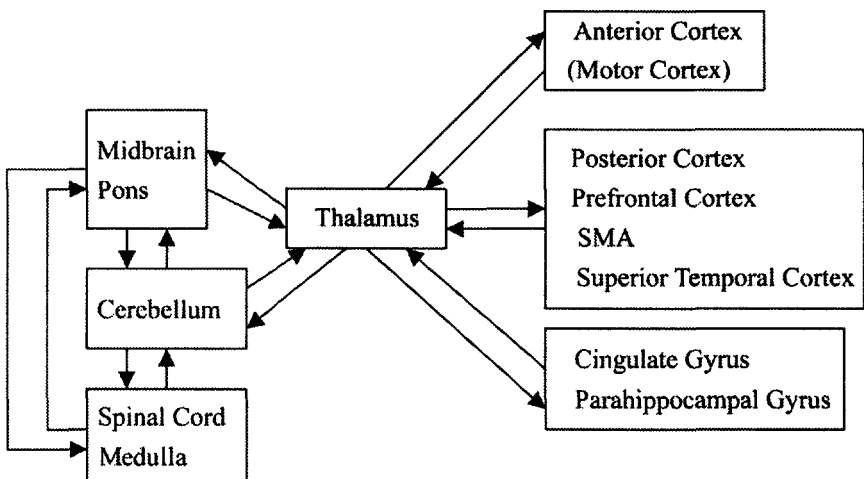 Anterior Cortex
(Motor Cortex)
Midbrain
Pons
Posterior Cortex
Prefrontal Cortex
SMA
Superior Temporal Cortex
Thalamus
Cerebellum
Cingulate Gyrus
Parahippocampal Gyrus
Spinal Cord
Medulla